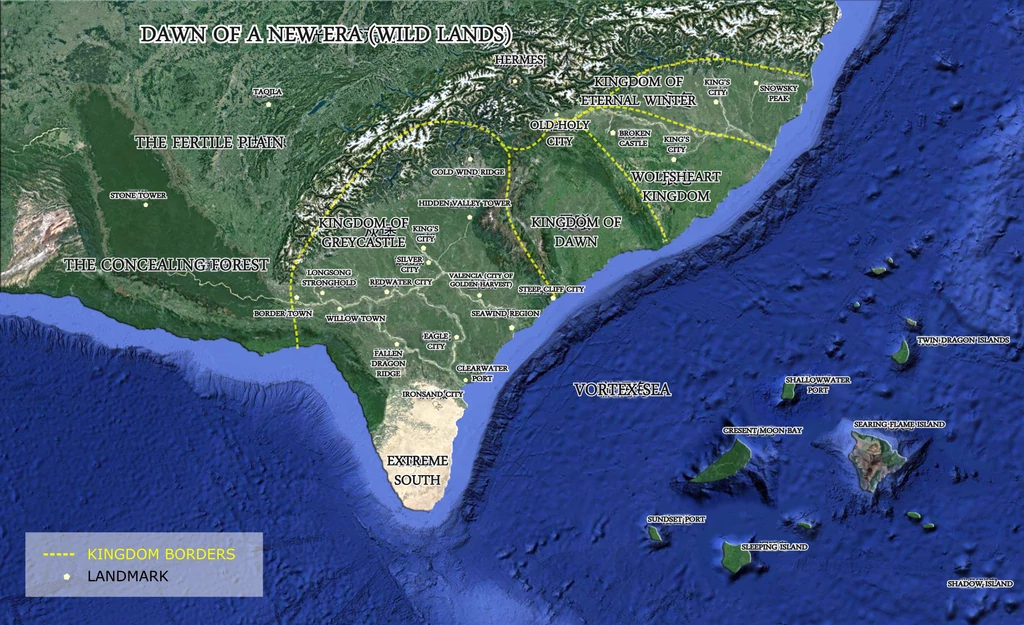 DAWN OF A NEW ERA (WILD LANDS)
HERMES
KINGDOM OF
ETERNAL WINTER
KING'S
CITY
SNOWSKY
PEAK
TAQILA
OLD HOLY
CITY
BROKEN
CASTLE
KING'S
CITY
THE FERTILE PLAIN
COLD WIND RIDGE
WOLFSHEART
KINGDOM
STONE TOWER
HIDDEN VALLEY TOWER
KINGDOM OF
GREYCASTLE
KING'S
CITY
KINGDOM OF
DAWN
THE CONCEALING FOREST
SILVER
CITY
LONGSONG
STRONGHOLD
REDWATER CITY
VALENCIA (CITY OF
GOLDEN HARVEST)
STEEP CLIFF CITY
BORDER TOWN
WILLOW TOWN
SEAWIND REGION
EAGLE
CITY
TWIN DRAGON ISLANDS
FALLEN
DRAGON
RIDGE
CLEARWATER
PORT
IRONSAND CITY
VORTEX SEA
SHALLOWWATER
PORT
CRESENT MOON BAY
SEARING FLAME ISLAND
EXTREME
SOUTH
SUNDSET PORT
SLEEPING ISLAND
SHADOW ISLAND
KINGDOM BORDERS
LANDMARK